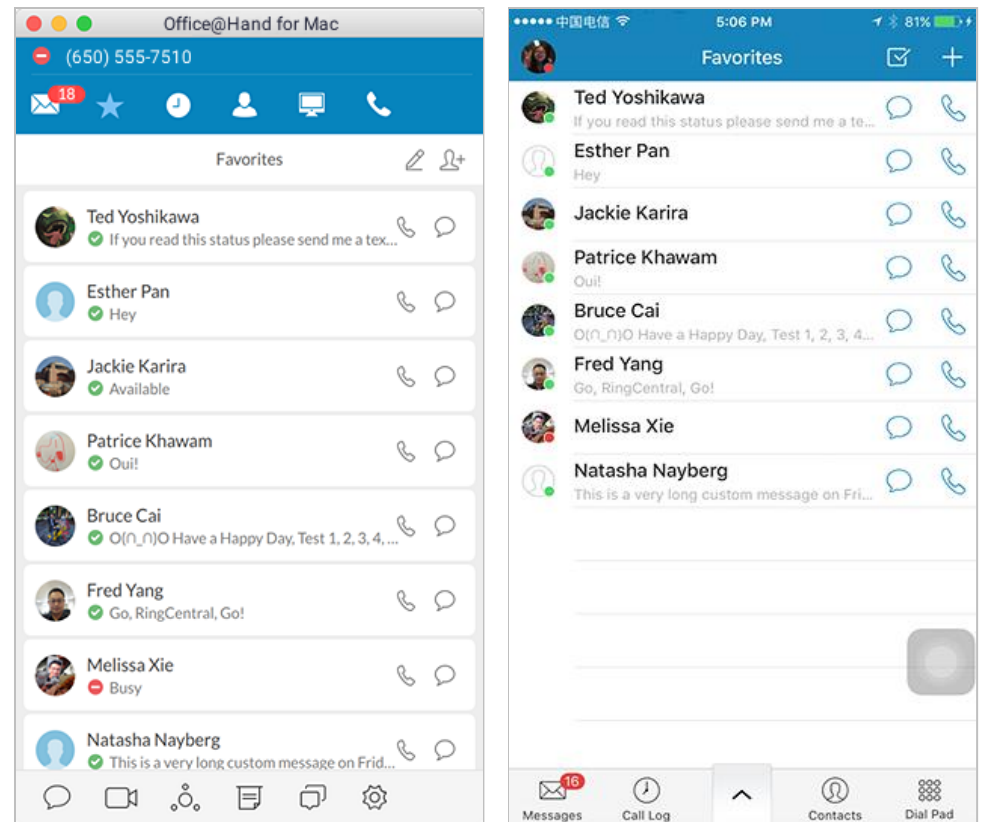 Office@Hand for Mac
(650) 555-7510
18
Favorites
Ted Yoshikawa
If you read this status please send me a tex...
Esther Pan
Hey
Jackie Karira
Available
Patrice Khawam
Oui!
Bruce Cai
O(∩_∩)O Have a Happy Day, Test 1, 2, 3, 4, ...
Fred Yang
Go, RingCentral, Go!
Melissa Xie
Busy
Natasha Nayberg
This is a very long custom message on Frid...
中国电信 5:06 PM 81%
Favorites
Ted Yoshikawa
If you read this status please send me a te...
Esther Pan
Hey
Jackie Karira
Patrice Khawam
Oui!
Bruce Cai
O(∩_∩)O Have a Happy Day, Test 1, 2, 3, 4...
Fred Yang
Go, RingCentral, Go!
Melissa Xie
Natasha Nayberg
This is a very long custom message on Fri...
16
Messages Call Log Contacts Dial Pad